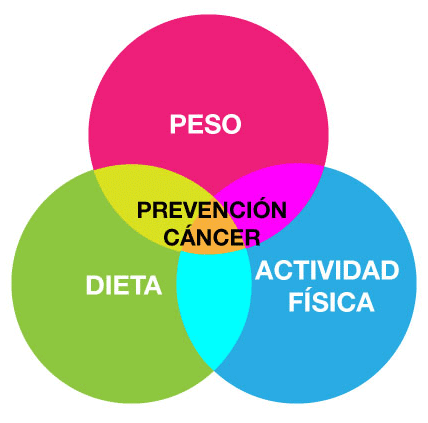 PESO
PREVENCIÓN
CÁNCER
DIETA
ACTIVIDAD
FÍSICA